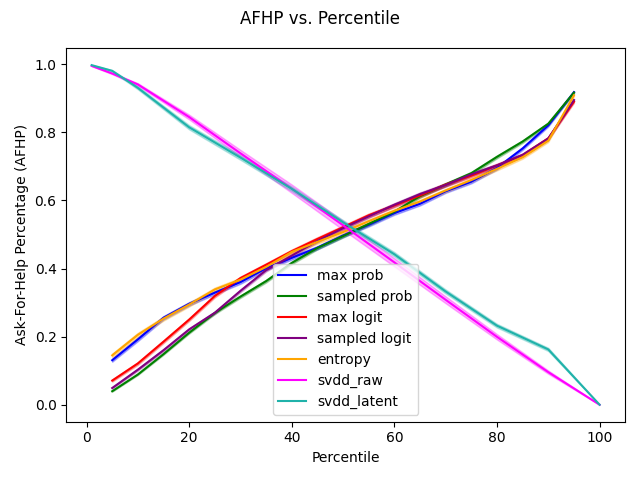 AFHP vs. Percentile
Ask-For-Help Percentage (AFHP)
1.0
0.8
0.6
0.4
0.2
0.0
max prob
sampled prob
max logit
sampled logit
entropy
svdd_raw
svdd_latent
0 20 40 60 80 100
Percentile